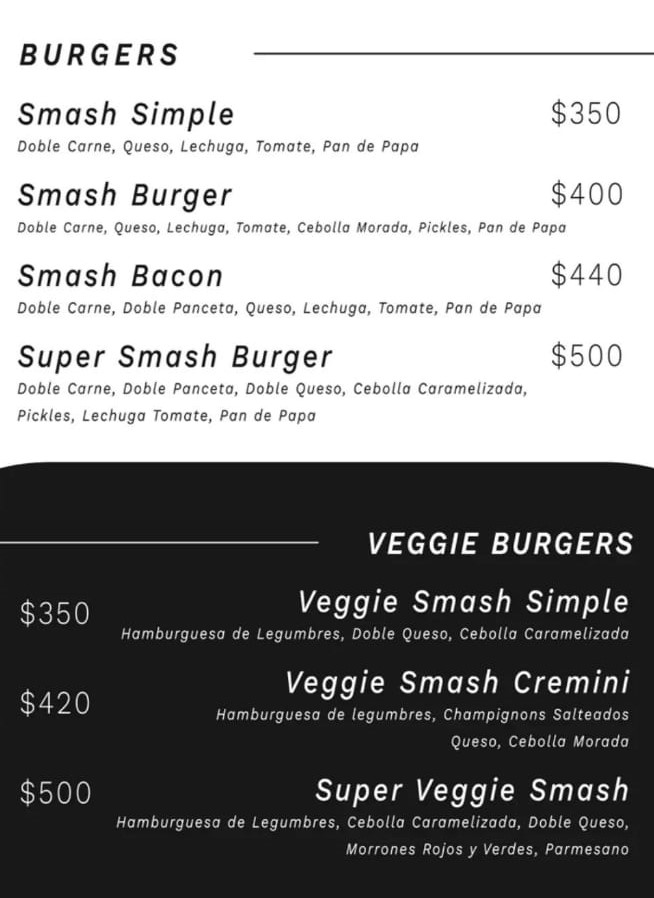 BURGERS
Smash Simple $350
Doble Carne, Queso, Lechuga, Tomate, Pan de Papa
Smash Burger $400
Doble Carne, Queso, Lechuga, Tomate, Cebolla Morada, Pickles, Pan de Papa
Smash Bacon $440
Doble Carne, Doble Panceta, Queso, Lechuga, Tomate, Pan de Papa
Super Smash Burger $500
Doble Carne, Doble Panceta, Doble Queso, Cebolla Caramelizada,
Pickles, Lechuga Tomate, Pan de Papa
VEGGIE BURGERS
$350 Veggie Smash Simple
Hamburguesa de Legumbres, Doble Queso, Cebolla Caramelizada
$420 Veggie Smash Cremini
Hamburguesa de legumbres, Champignons Salteados
Queso, Cebolla Morada
$500 Super Veggie Smash
Hamburguesa de Legumbres, Cebolla Caramelizada, Doble Queso,
Morrones Rojos y Verdes, Parmesano